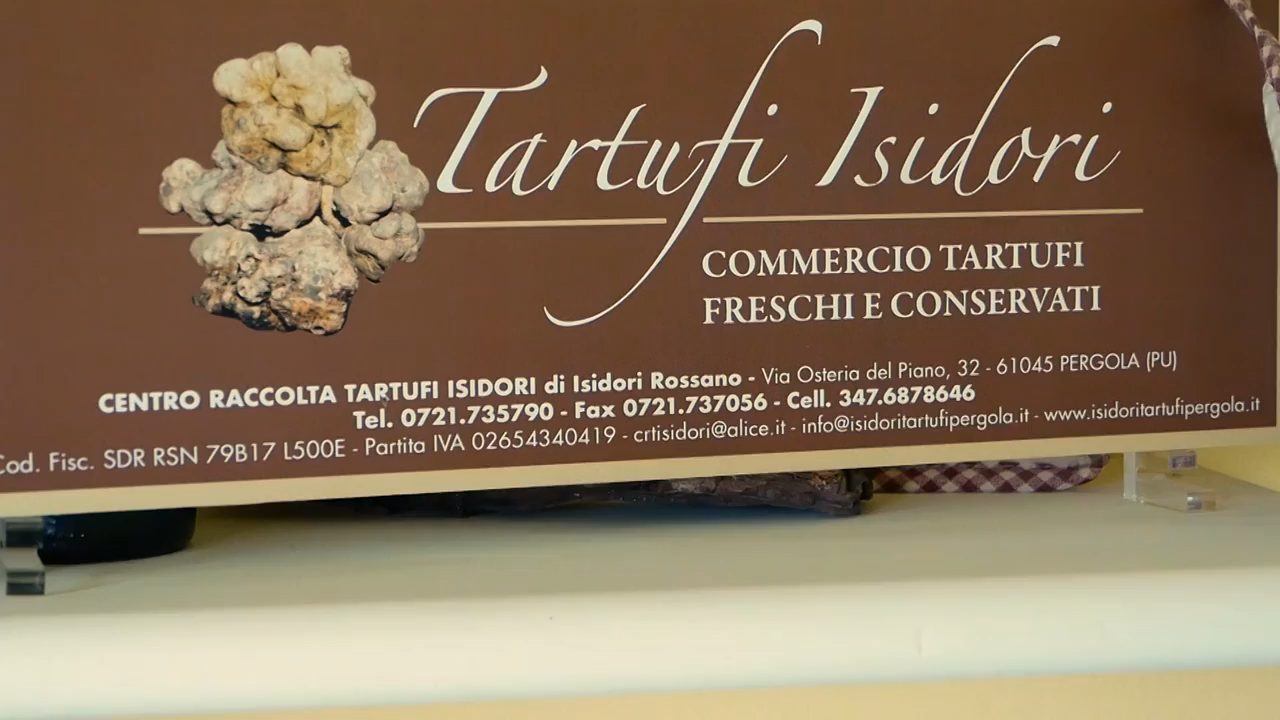 Tartufi Isidori
COMMERCIO TARTUFI
FRESCHI E CONSERVATI
CENTRO RACCOLTA TARTUFI ISIDORI di Isidori Rossano - Via Osteria del Piano, 32 - 61045 PERGOLA (PU)
Tel. 0721.735790 - Fax 0721.737056 - Cell. 347.6878646
Cod. Fisc. SDR RSN 79B17 L500E - Partita IVA 02654340419 - crtisidori@alice.it - info@isidoritartufipergola.it - www.isidoritartufipergola.it